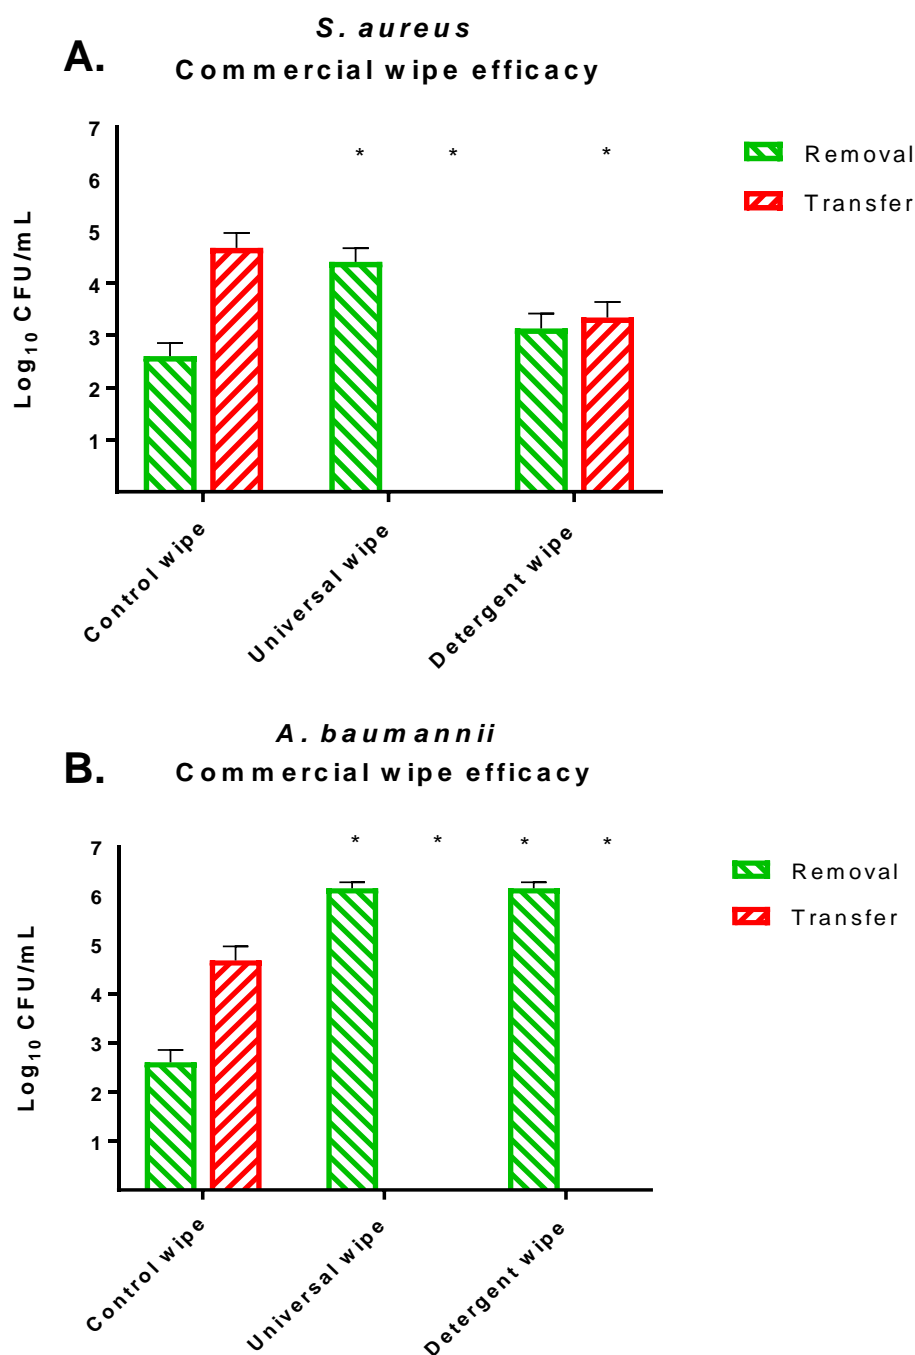 A.
S. aureus
Commercial wipe efficacy
Log10 CFU/mL
7
6
5
4
3
2
1
* * *
Removal
Transfer
Control wipe
Universal wipe
Detergent wipe
B.
A. baumannii
Commercial wipe efficacy
Log10 CFU/mL
7
6
5
4
3
2
1
* * * *
Removal
Transfer
Control wipe
Universal wipe
Detergent wipe